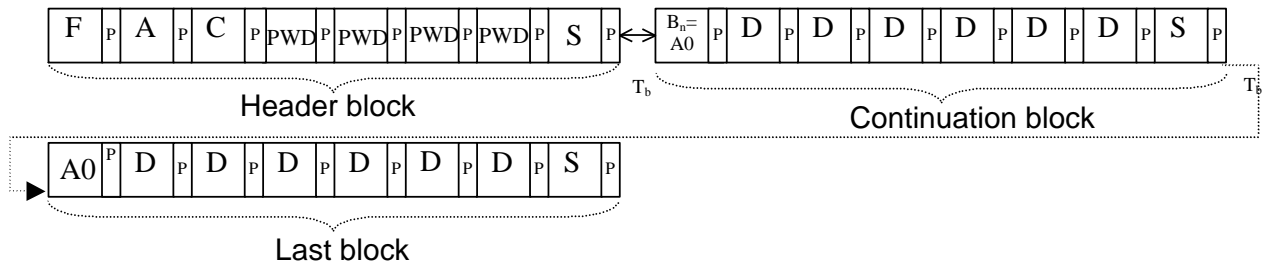 F P A P C P PWD P PWD P PWD P PWD P S P Bn= A0 P D P D P D P D P D P D P S P
Tb Tb
Header block Continuation block
A0 P D P D P D P D P D P D P S P
Last block